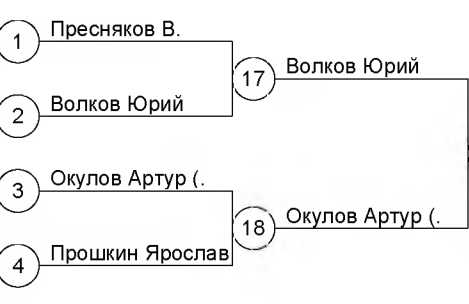 1 Пресняков В.
2 Волков Юрий
17 Волков Юрий
3 Окулов Артур (.
4 Прошкин Ярослав
18 Окулов Артур (.